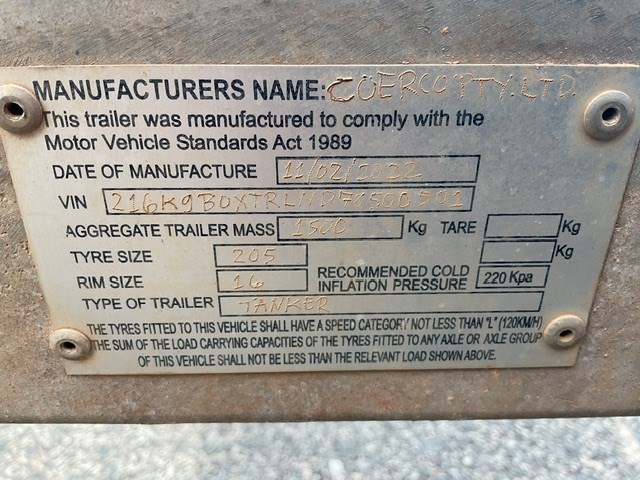 MANUFACTURERS NAME: COERCO PTY. LTD.
This trailer was manufactured to comply with the
Motor Vehicle Standards Act 1989
DATE OF MANUFACTURE 11/02/2022
VIN
AGGREGATE TRAILER MASS 1500 Kg TARE Kg
TYRE SIZE 205 Kg
RIM SIZE 16 RECOMMENDED COLD INFLATION PRESSURE 220 Kpa
TYPE OF TRAILER TANKER
THE TYRES FITTED TO THIS VEHICLE SHALL HAVE A SPEED CATEGORY NOT LESS THAN "L" (120KM/H)
THE SUM OF THE LOAD CARRYING CAPACITIES OF THE TYRES FITTED TO ANY AXLE OR AXLE GROUP
OF THIS VEHICLE SHALL NOT BE LESS THAN THE RELEVANT LOAD SHOWN ABOVE.